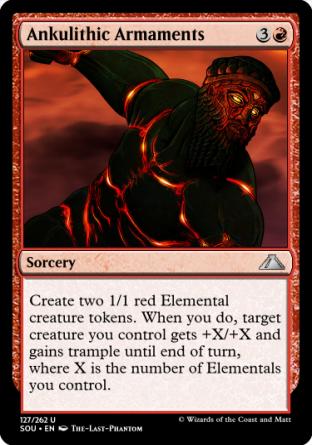 Ankulithic Armaments 3
Sorcery
Create two 1/1 red Elemental
creature tokens. When you do, target
creature you control gets +X/+X and
gains trample until end of turn,
where X is the number of Elementals
you control.
127/262 U
SOU • EN The-Last-Phantom
© Wizards of the Coast and Matt